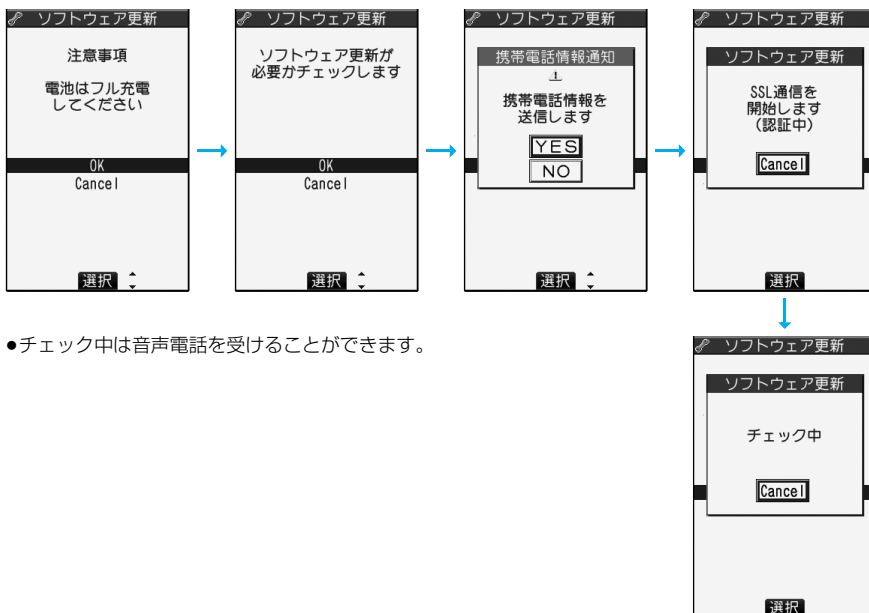 ソフトウェア更新
注意事項
電池はフル充電
してください
OK
Cancel
選択
ソフトウェア更新
ソフトウェア更新が
必要かチェックします
OK
Cancel
選択
ソフトウェア更新
携帯電話情報通知
携帯電話情報を
送信します
YES
NO
選択
ソフトウェア更新
ソフトウェア更新
SSL通信を
開始します
(認証中)
Cancel
選択
●チェック中は音声電話を受けることができます。
ソフトウェア更新
ソフトウェア更新
チェック中
Cancel
選択